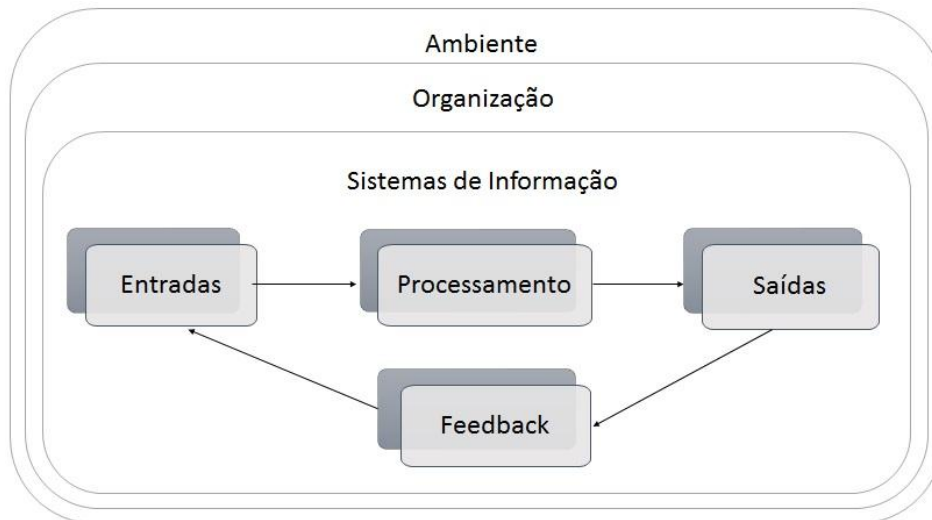 Ambiente
Organização
Sistemas de Informação
Entradas
Processamento
Saídas
Feedback